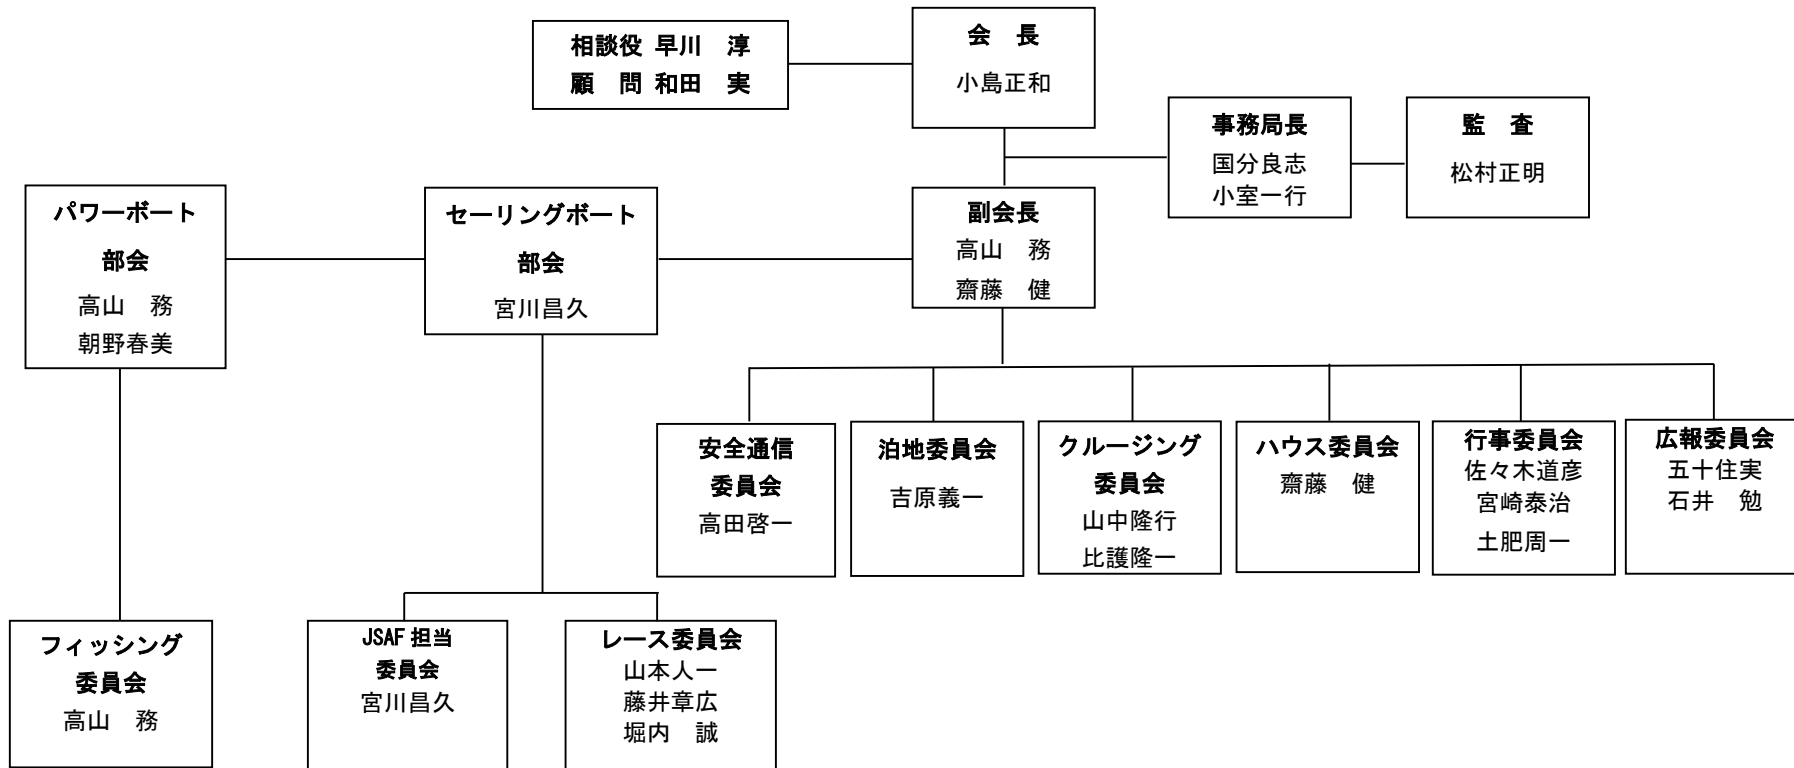 相談役 早川　淳
顧　問 和田　実
会　長
小島正和
事務局長
国分良志
小室一行
監　査
松村正明
パワーボート
部会
高山　務
朝野春美
セーリングボート
部会
宮川昌久
副会長
高山　務
齋藤　健
安全通信
委員会
高田啓一
泊地委員会
吉原義一
クルージング
委員会
山中隆行
比護隆一
ハウス委員会
齋藤　健
行事委員会
佐々木道彦
宮崎泰治
土肥周一
広報委員会
五十住実
石井　勉
フィッシング
委員会
高山　務
JSAF 担当
委員会
宮川昌久
レース委員会
山本人一
藤井章広
堀内　誠